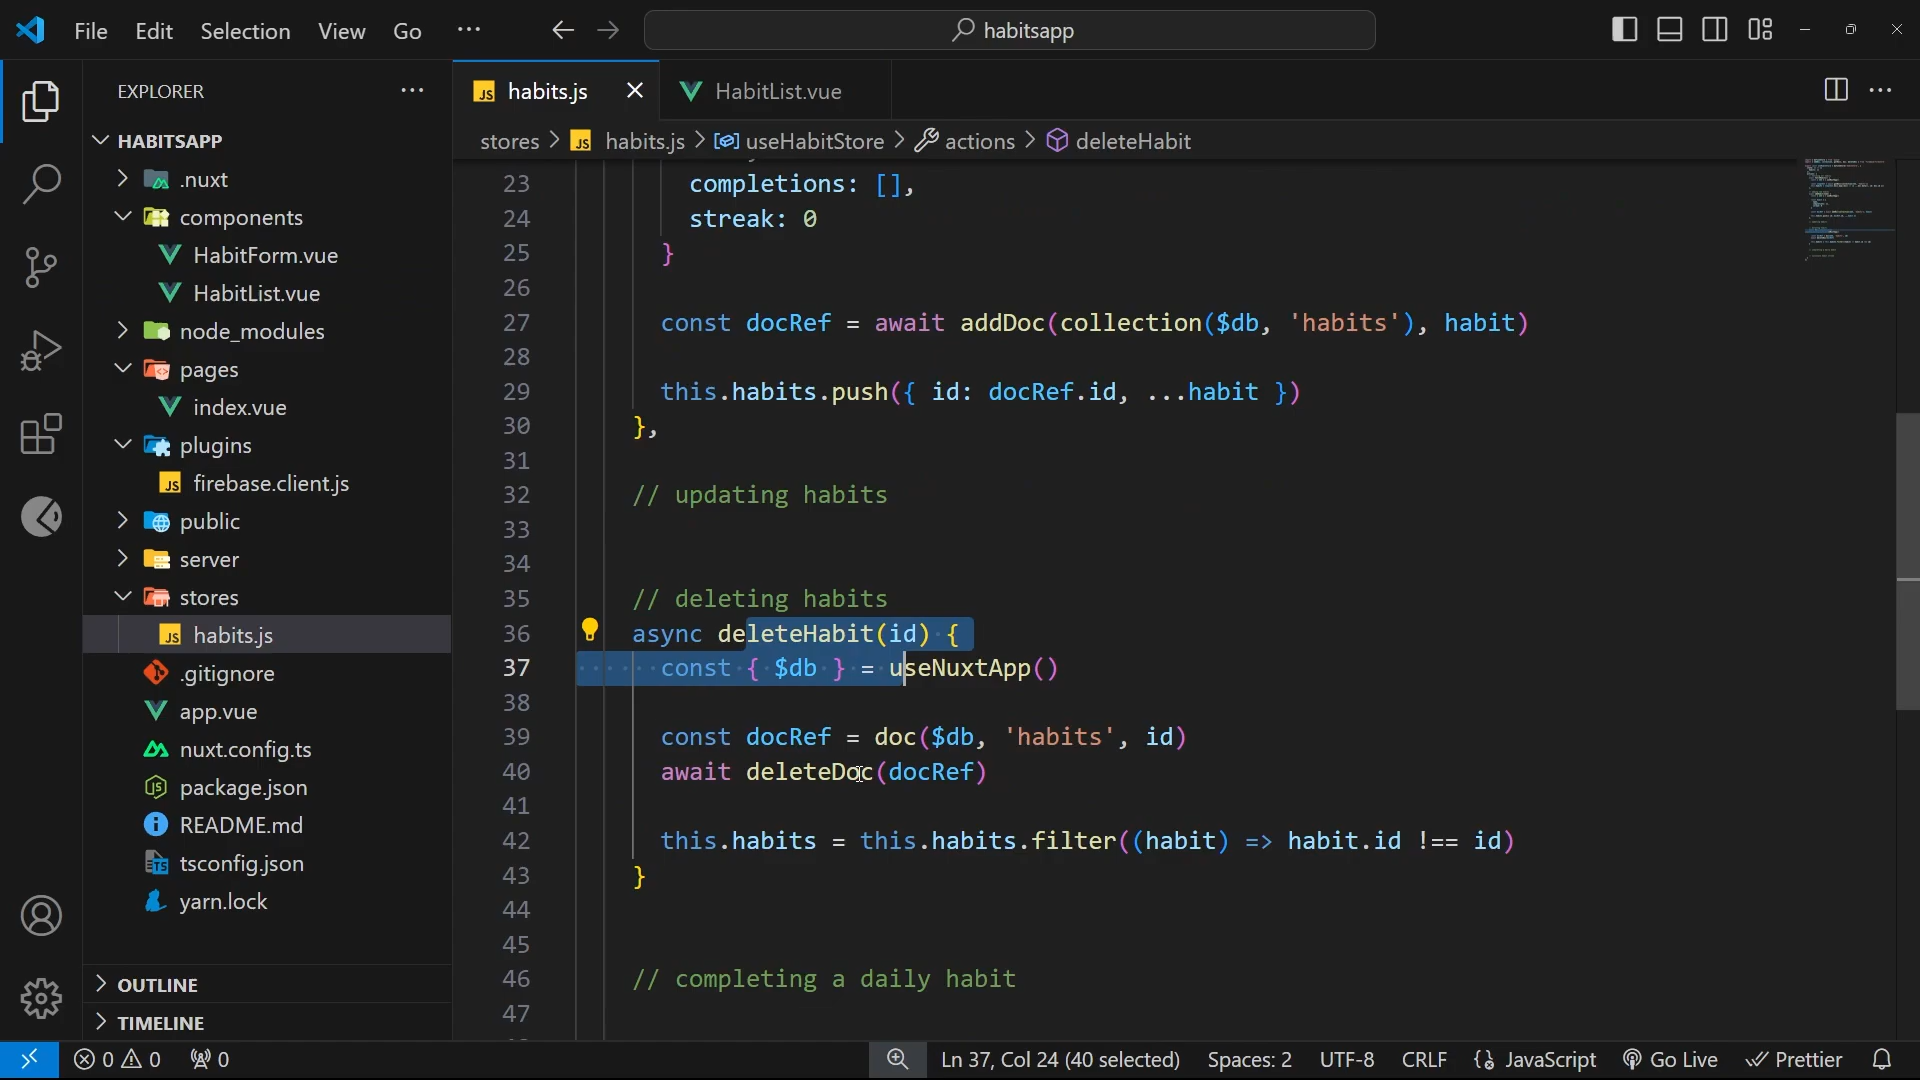 File Edit Selection View Go ··· habitsapp
EXPLORER ···
HABITSAPP
.nuxt
components
HabitForm.vue
HabitList.vue
node_modules
pages
index.vue
plugins
firebase.client.js
public
server
stores
habits.js
.gitignore
app.vue
nuxt.config.ts
package.json
README.md
tsconfig.json
yarn.lock
OUTLINE
TIMELINE
JS habits.js HabitList.vue
stores > JS habits.js > useHabitStore > actions > deleteHabit
23 completions: [],
24 streak: 0
25 }
26
27 const docRef = await addDoc(collection($db, 'habits'), habit)
28
29 this.habits.push({ id: docRef.id, ...habit })
30 },
31
32 // updating habits
33
34
35 // deleting habits
36 async deleteHabit(id) {
37 const { $db } = useNuxtApp()
38
39 const docRef = doc($db, 'habits', id)
40 await deleteDoc(docRef)
41
42 this.habits = this.habits.filter((habit) => habit.id !== id)
43 }
44
45
46 // completing a daily habit
47
0 0 0 Ln 37, Col 24 (40 selected) Spaces: 2 UTF-8 CRLF JavaScript Go Live Prettier